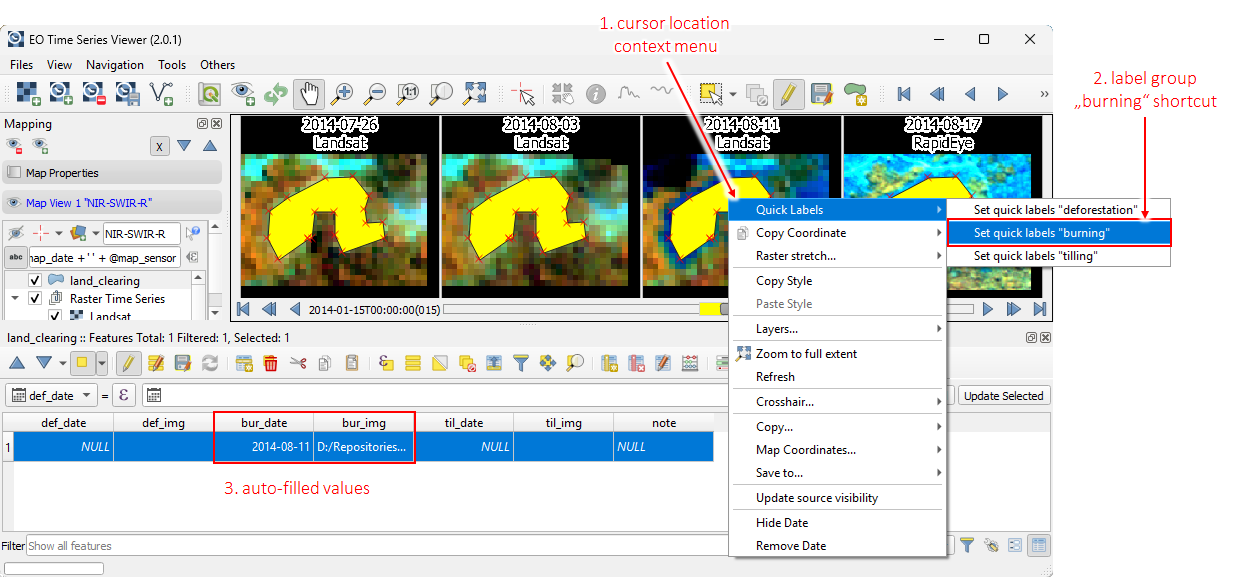 1. cursor location
context menu
2. label group
„burning“ shortcut
EO Time Series Viewer (2.0.1)
Files View Navigation Tools Others
1:1
»
Mapping
x
Map Properties
Map View 1 "NIR-SWIR-R"
NIR-SWIR-R
abc map_date +' ' + @map_sensor
land_clearing
Raster Time Series
Landsat
2014-07-26
Landsat
2014-08-03
Landsat
2014-08-11
Landsat
2014-08-17
RapidEye
2014-01-15T00:00:00(015)
Quick Labels
Copy Coordinate
Raster stretch...
Copy Style
Paste Style
Layers...
Zoom to full extent
Refresh
Crosshair...
Copy...
Map Coordinates...
Save to...
Update source visibility
Hide Date
Remove Date
Set quick labels "deforestation"
Set quick labels "burning"
Set quick labels "tilling"
land_clearing :: Features Total: 1 Filtered: 1, Selected: 1
def_date = ε
Update Selected
def_date def_img bur_date bur_img til_date til_img note
1 NULL 2014-08-11 D:/Repositories... NULL NULL
3. auto-filled values
Filter Show all features